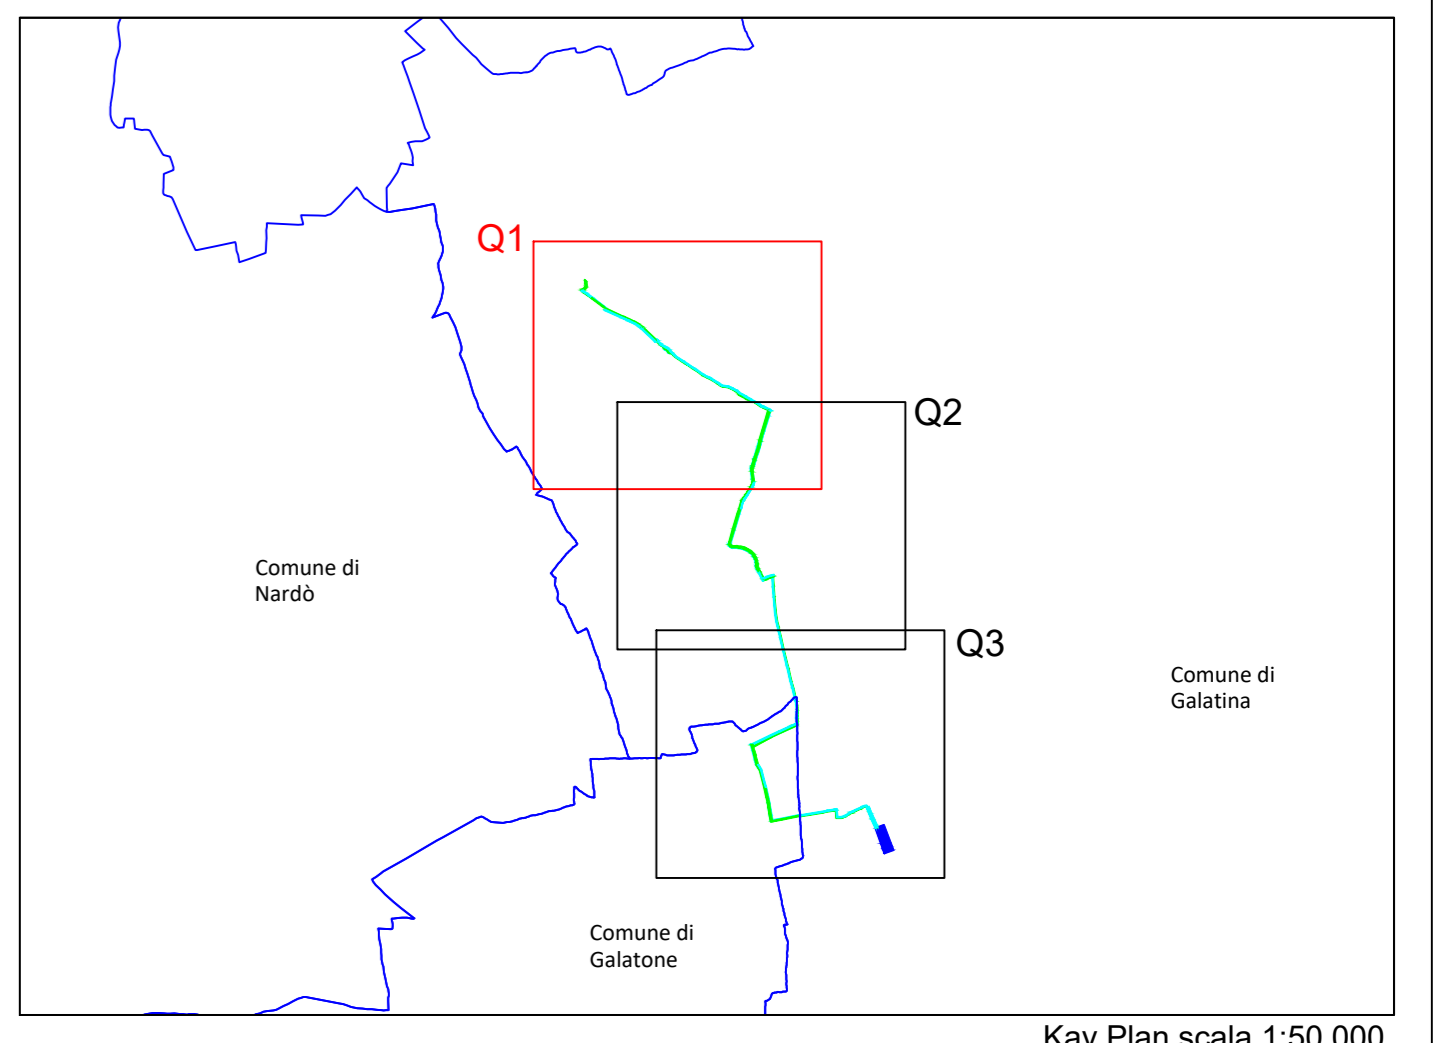 Q1
Q2
Comune di
Nardò
Q3
Comune di
Galatina
Comune di
Galatone
Kay Plan scala 1:50.000